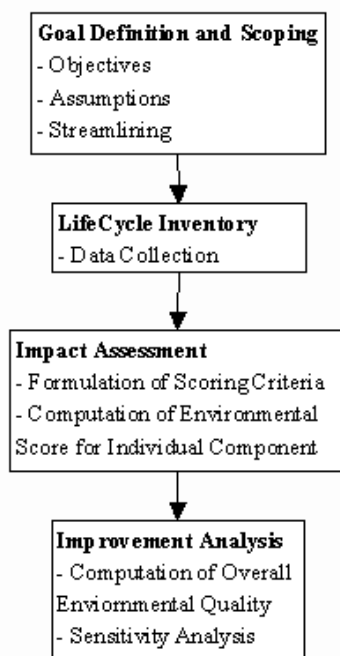 Goal Definition and Scoping
- Objectives
- Assumptions
- Streamlining
LifeCycle Inventory
- Data Collection
Impact Assessment
- Formulation of Scoring Criteria
- Computation of Environmental
Score for Individual Component
Improvement Analysis
- Computation of Overall
Enviornmental Quality
- Sensitivity Analysis